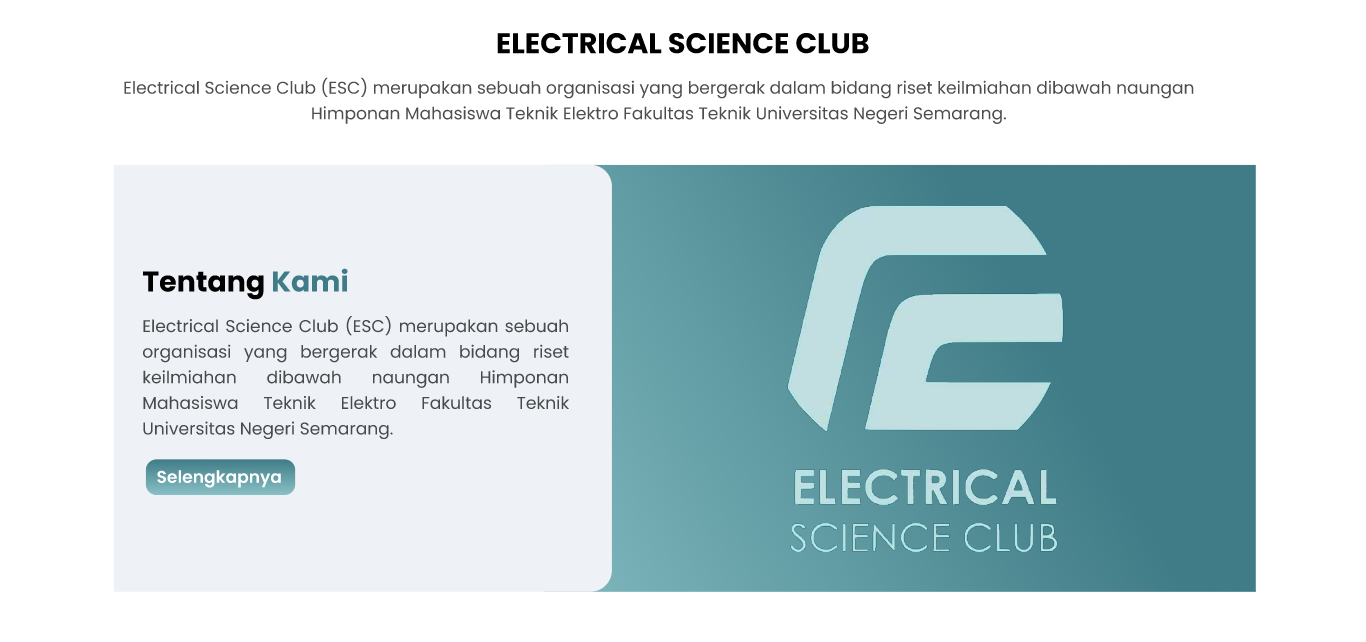 ELECTRICAL SCIENCE CLUB
Electrical Science Club (ESC) merupakan sebuah organisasi yang bergerak dalam bidang riset keilmiahan dibawah naungan
Himponan Mahasiswa Teknik Elektro Fakultas Teknik Universitas Negeri Semarang.
Tentang Kami
Electrical Science Club (ESC) merupakan sebuah
organisasi yang bergerak dalam bidang riset
keilmiahan dibawah naungan Himponan
Mahasiswa Teknik Elektro Fakultas Teknik
Universitas Negeri Semarang.
Selengkapnya
ELECTRICAL
SCIENCE CLUB